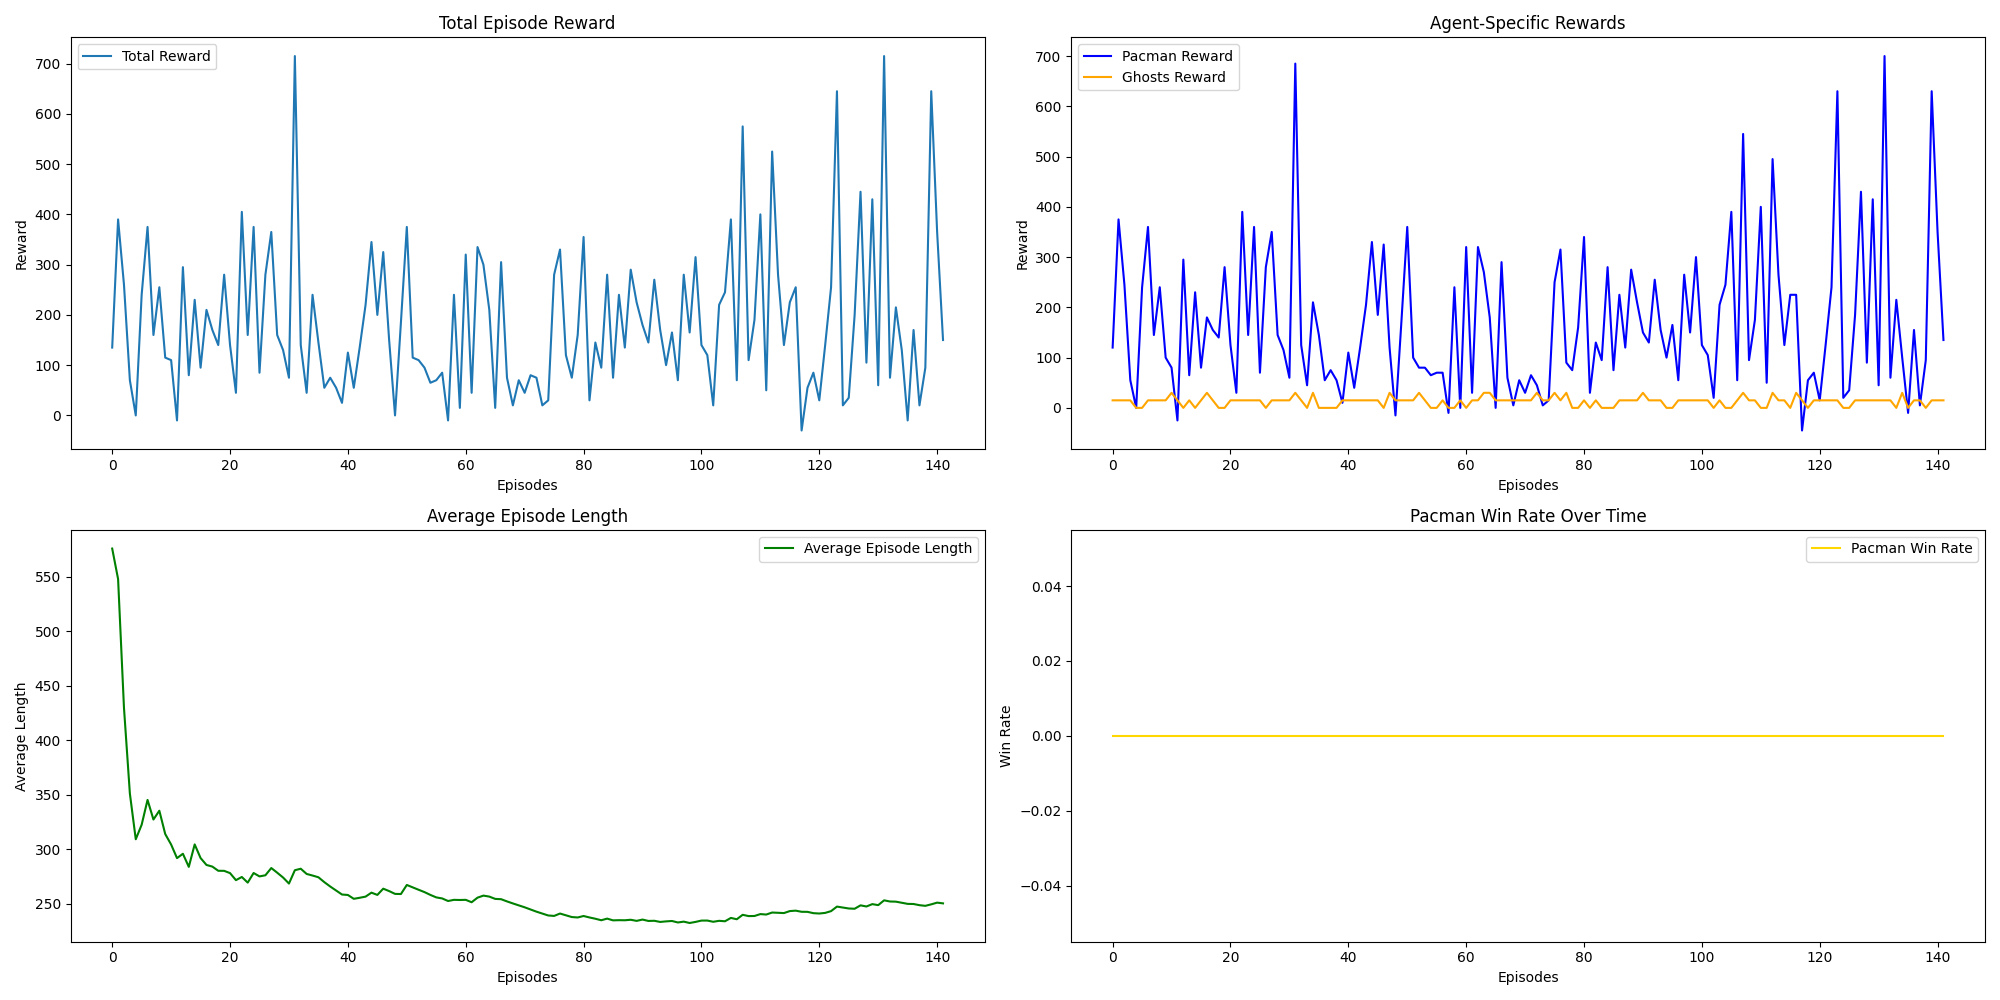 Total Episode Reward
Total Reward
700
600
500
400
300
200
100
0
Reward
0 20 40 60 80 100 120 140
Episodes
Agent-Specific Rewards
Pacman Reward
Ghosts Reward
700
600
500
400
300
200
100
0
Reward
0 20 40 60 80 100 120 140
Episodes
Average Episode Length
Average Episode Length
550
500
450
400
350
300
250
Average Length
0 20 40 60 80 100 120 140
Episodes
Pacman Win Rate Over Time
Pacman Win Rate
0.04
0.02
0.00
−0.02
−0.04
Win Rate
0 20 40 60 80 100 120 140
Episodes